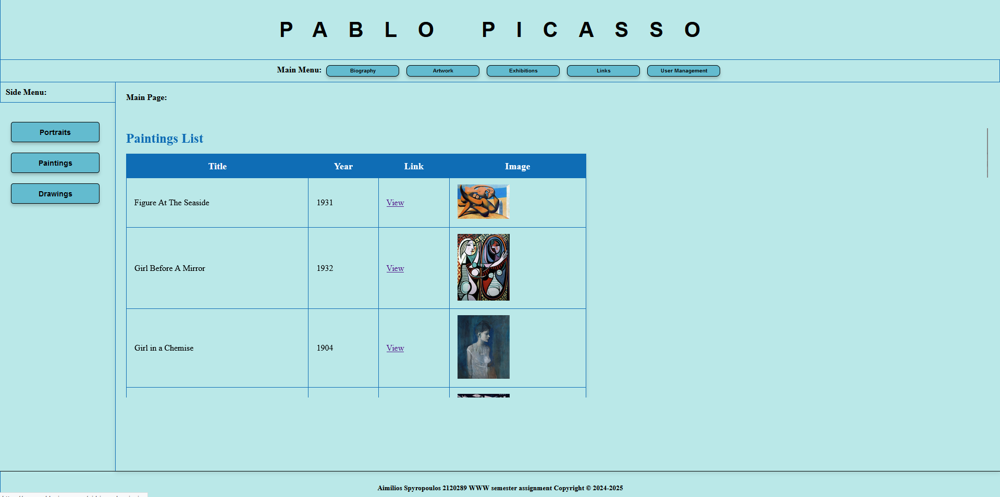 PABLO PICASSO
Main Menu: Biography Artwork Exhibitions Links User Management
Side Menu:
Main Page:
Portraits
Paintings
Drawings
Paintings List
Title Year Link Image
Figure At The Seaside 1931 View
Girl Before A Mirror 1932 View
Girl in a Chemise 1904 View
Aimilios Spyropoulos 2120289 WWW semester assignment Copyright © 2024-2025